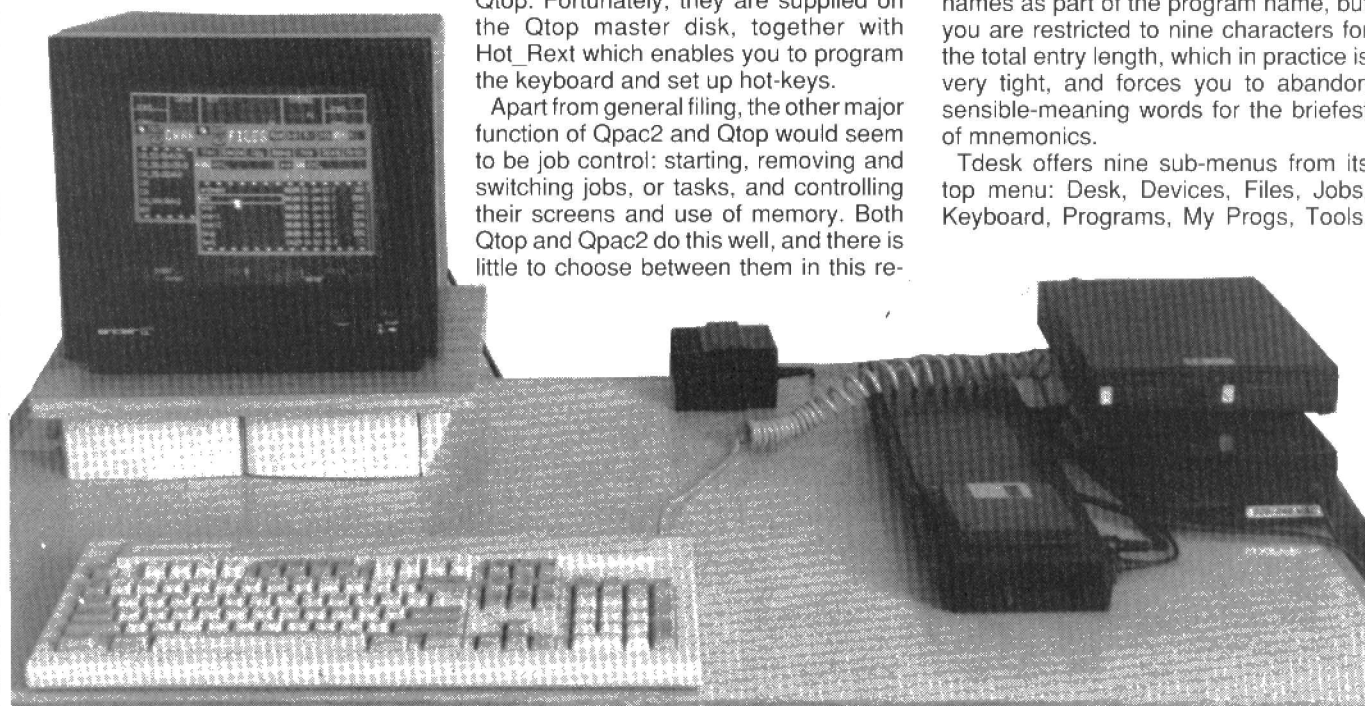 Qtop. Fortunately, they are supplied on
the Qtop master disk, together with
Hot_Rext which enables you to program
the keyboard and set up hot-keys.
Apart from general filing, the other major
function of Qpac2 and Qtop would seem
to be job control: starting, removing and
switching jobs, or tasks, and controlling
their screens and use of memory. Both
Qtop and Qpac2 do this well, and there is
little to choose between them in this re-
names as part of the program name, but
you are restricted to nine characters for
the total entry length, which in practice is
very tight, and forces you to abandon
sensible-meaning words for the briefest
of mnemonics.
Tdesk offers nine sub-menus from its
top menu: Desk, Devices, Files, Jobs,
Keyboard, Programs, My Progs, Tools,
FILES